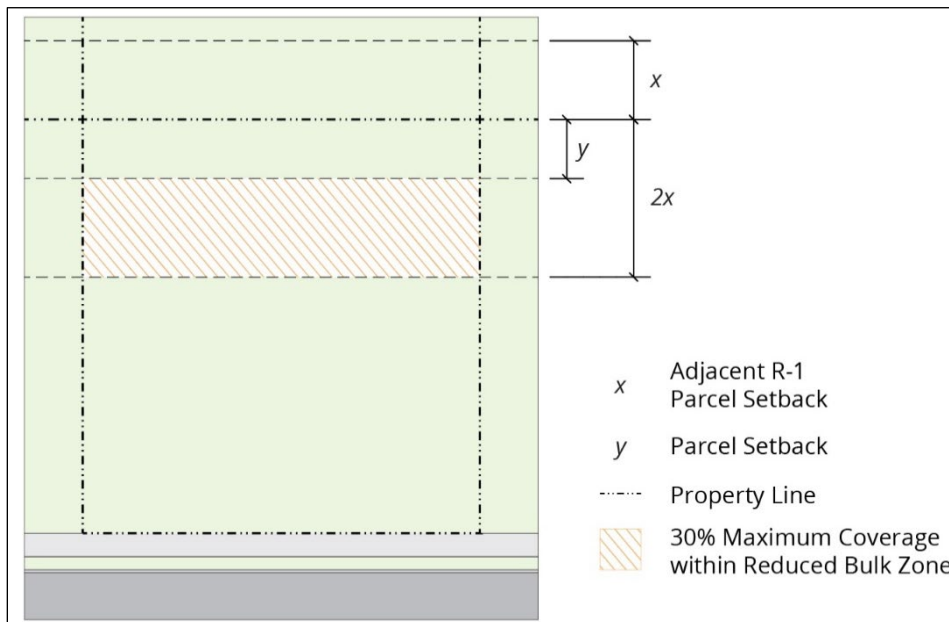 x
y
2x
x
Adjacent R-1
Parcel Setback
y
Parcel Setback
Property Line
30% Maximum Coverage
within Reduced Bulk Zone